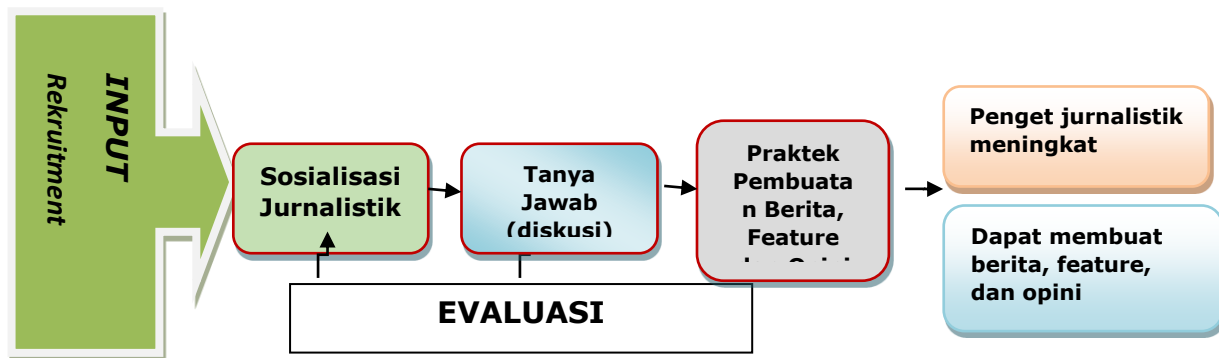 INPUT
Rekruitment
Sosialisasi
Jurnalistik
Tanya
Jawab
(diskusi)
Praktek
Pembuata
n Berita,
Feature
Penget jurnalistik
meningkat
Dapat membuat
berita, feature,
dan opini
EVALUASI